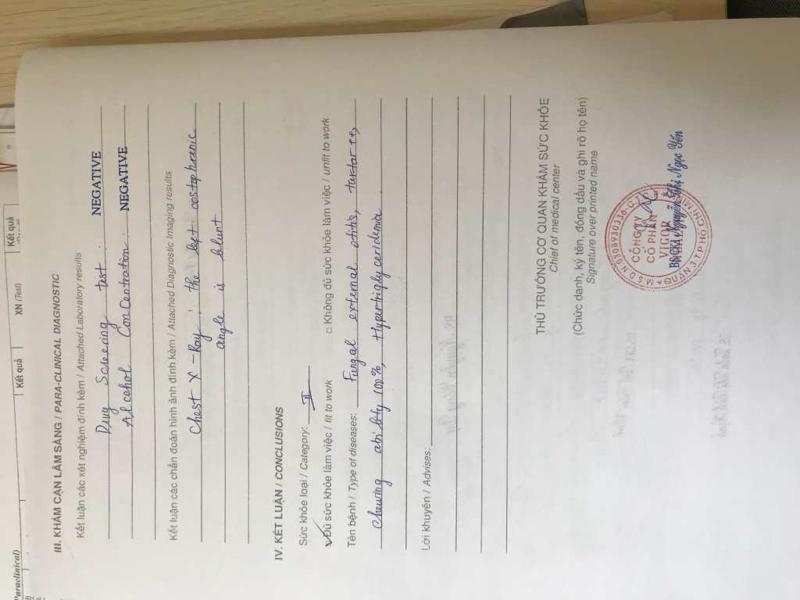 Paraclinical)
Kết quả
XN (Test)
Kết quả
III. KHÁM CẬN LÂM SÀNG / PARA-CLINICAL DIAGNOSTIC
Kết luận các xét nghiệm đính kèm / Attached Laboratory results
Drug Screening test : NEGATIVE
Alcohol Concentration : NEGATIVE
Kết luận các chẩn đoán hình ảnh đính kèm / Attached Diagnostic Imaging results
Chest X-Ray : the left costophrenic
angle is blunt
IV. KẾT LUẬN / CONCLUSIONS
Sức khỏe loại / Category: II
Đủ sức khỏe làm việc / fit to work □ Không đủ sức khỏe làm việc / unfit to work
Tên bệnh / Type of diseases: Fungal external otitis, tartar ++,
chewing ability 100%, Hypertriglyceridemia
Lời khuyên / Advises:
THỦ TRƯỞNG CƠ QUAN KHÁM SỨC KHỎE
Chief of medical center
(Chức danh, ký tên, đóng dấu và ghi rõ họ tên)
Signature over printed name
CÔNG TY
CỔ PHẦN
VIGOR
QUẬN 3-T.P HỒ CHÍ MINH
Nguyễn Thị Ngọc Yến